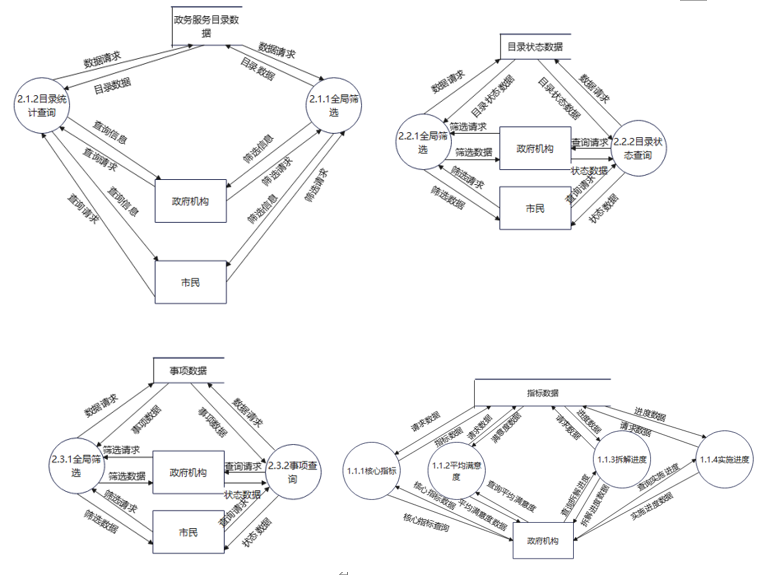 政务服务目录数
据
数据请求
目录数据
数据请求
目录数据
2.1.2目录统
计查询
2.1.1全局筛
选
查询信息
查询请求
筛选信息
筛选请求
政府机构
查询信息
查询请求
筛选信息
筛选请求
市民
目录状态数据
数据请求
目录状态数据
目录状态数据
数据请求
2.2.1全局筛
选
筛选请求
筛选数据
政府机构
查询请求
状态数据
2.2.2目录状
态查询
筛选请求
筛选数据
市民
查询请求
状态数据
事项数据
数据请求
事项数据
事项数据
数据请求
2.3.1全局筛
选
筛选请求
筛选数据
政府机构
查询请求
状态数据
2.3.2事项查
询
筛选请求
筛选数据
市民
查询请求
状态数据
指标数据
请求数据
指标数据
请求数据
满意度数据
请求数据
进度数据
进度数据
请求数据
1.1.1核心指标
1.1.2平均满意
度
1.1.3拆解进度
1.1.4实施进度
核心指标数据
核心指标查询
查询平均满意度
平均满意度数据
查询拆解进度
拆解进度数据
查询实施进度
实施进度数据
政府机构